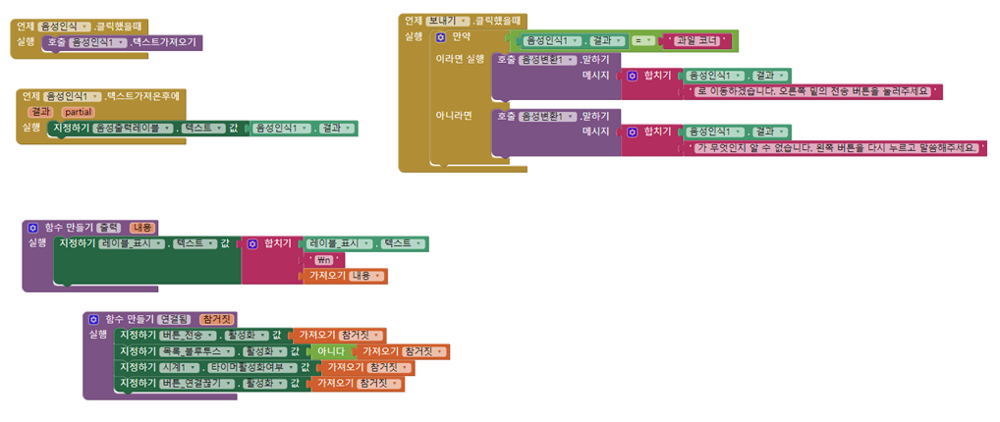 언제 음성인식 .클릭했을때
실행 호출 음성인식1 .텍스트가져오기
언제 음성인식1 .텍스트가져온후에
결과 partial
실행 지정하기 음성출력레이블 . 텍스트 값 음성인식1 . 결과
언제 보내기 .클릭했을때
실행 만약 음성인식1 . 결과 = " 과일 코너 "
이라면 실행 호출 음성변환1 .말하기
메시지 합치기 음성인식1 . 결과
" 로 이동하겠습니다. 오른쪽 밑의 전송 버튼을 눌러주세요 "
아니라면 호출 음성변환1 .말하기
메시지 합치기 음성인식1 . 결과
" 가 무엇인지 알 수 없습니다. 왼쪽 버튼을 다시 누르고 말씀해주세요. "
함수 만들기 출력 내용
실행 지정하기 레이블_표시 . 텍스트 값 합치기 레이블_표시 . 텍스트
" ₩n "
가져오기 내용
함수 만들기 연결됨 참거짓
실행 지정하기 버튼_전송 . 활성화 값 가져오기 참거짓
지정하기 목록_블루투스 . 활성화 값 아니다 가져오기 참거짓
지정하기 시계1 . 타이머활성화여부 값 가져오기 참거짓
지정하기 버튼_연결끊기 . 활성화 값 가져오기 참거짓